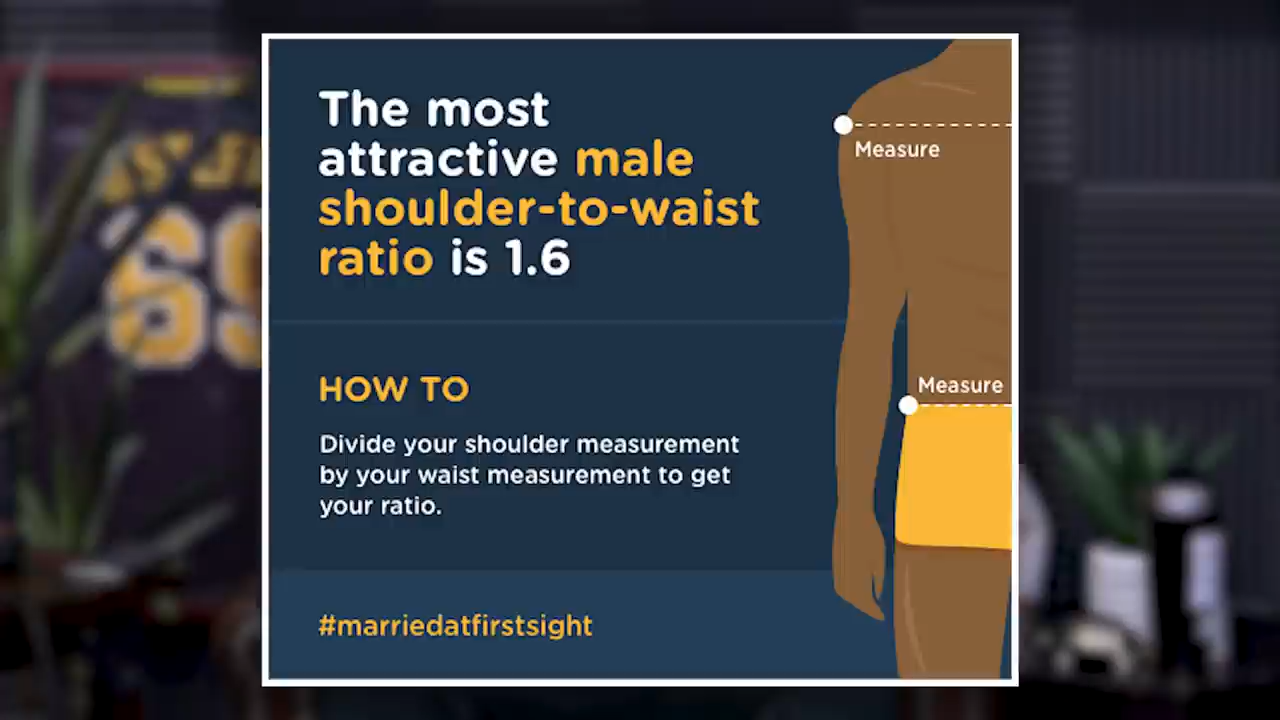 The most
attractive male
shoulder-to-waist
ratio is 1.6
Measure
Measure
HOW TO
Divide your shoulder measurement
by your waist measurement to get
your ratio.
#marriedatfirstsight
69